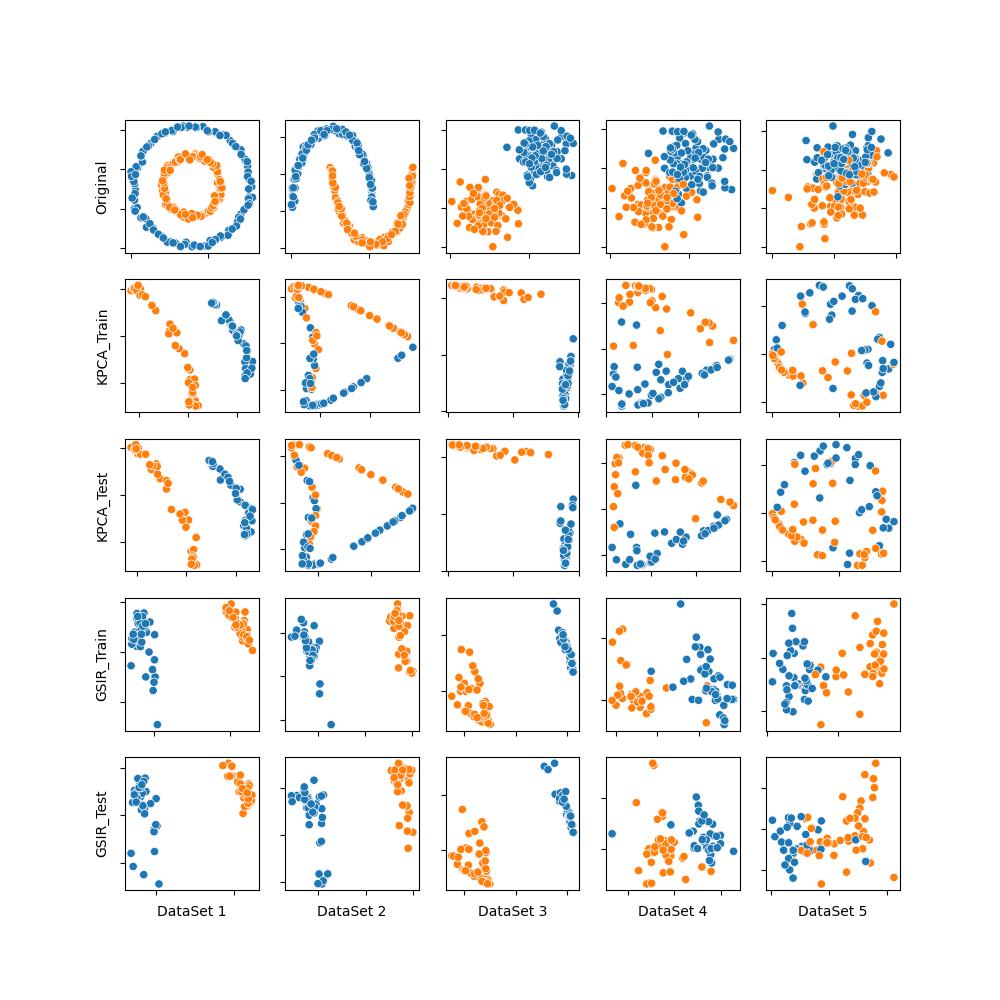 Original
KPCA_Train
KPCA_Test
GSIR_Train
GSIR_Test
DataSet 1
DataSet 2
DataSet 3
DataSet 4
DataSet 5